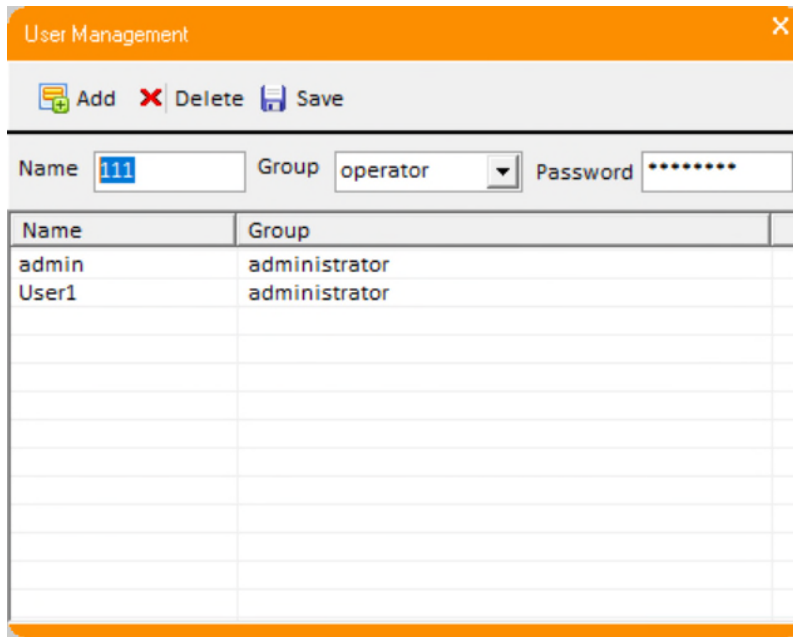 User Management
Add Delete Save
Name 111 Group operator Password ********
Name Group
admin administrator
User1 administrator